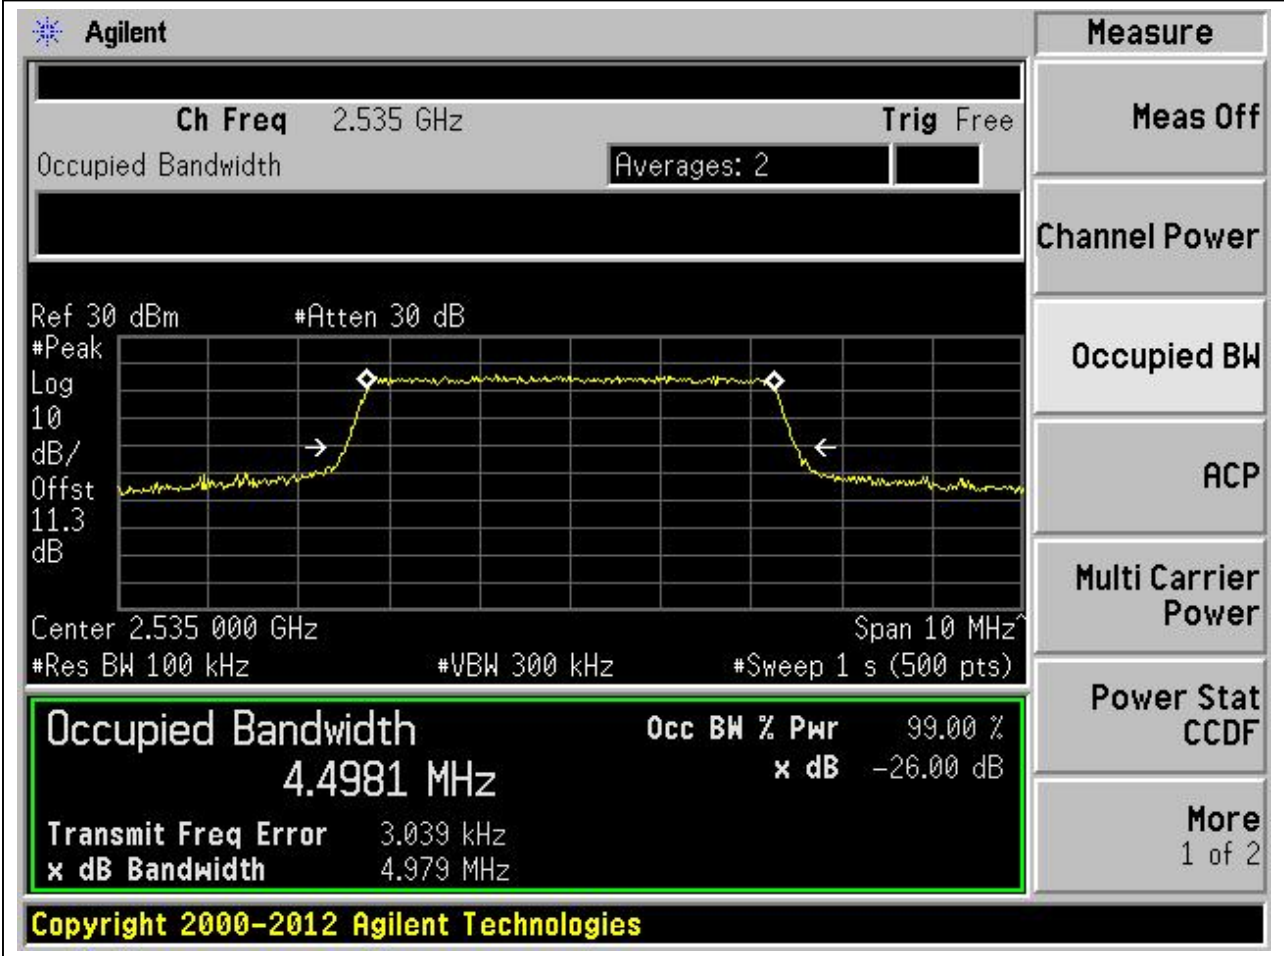 Agilent
Measure
Ch Freq 2.535 GHz Trig Free
Occupied Bandwidth Averages: 2
Meas Off
Channel Power
Occupied BW
ACP
Multi Carrier
Power
Power Stat
CCDF
More
1 of 2
Ref 30 dBm #Atten 30 dB
#Peak
Log
10
dB/
Offst
11.3
dB
Center 2.535 000 GHz Span 10 MHz^
#Res BW 100 kHz #VBW 300 kHz #Sweep 1 s (500 pts)
Occupied Bandwidth Occ BW % Pwr 99.00 %
4.4981 MHz x dB -26.00 dB
Transmit Freq Error 3.039 kHz
x dB Bandwidth 4.979 MHz
Copyright 2000-2012 Agilent Technologies